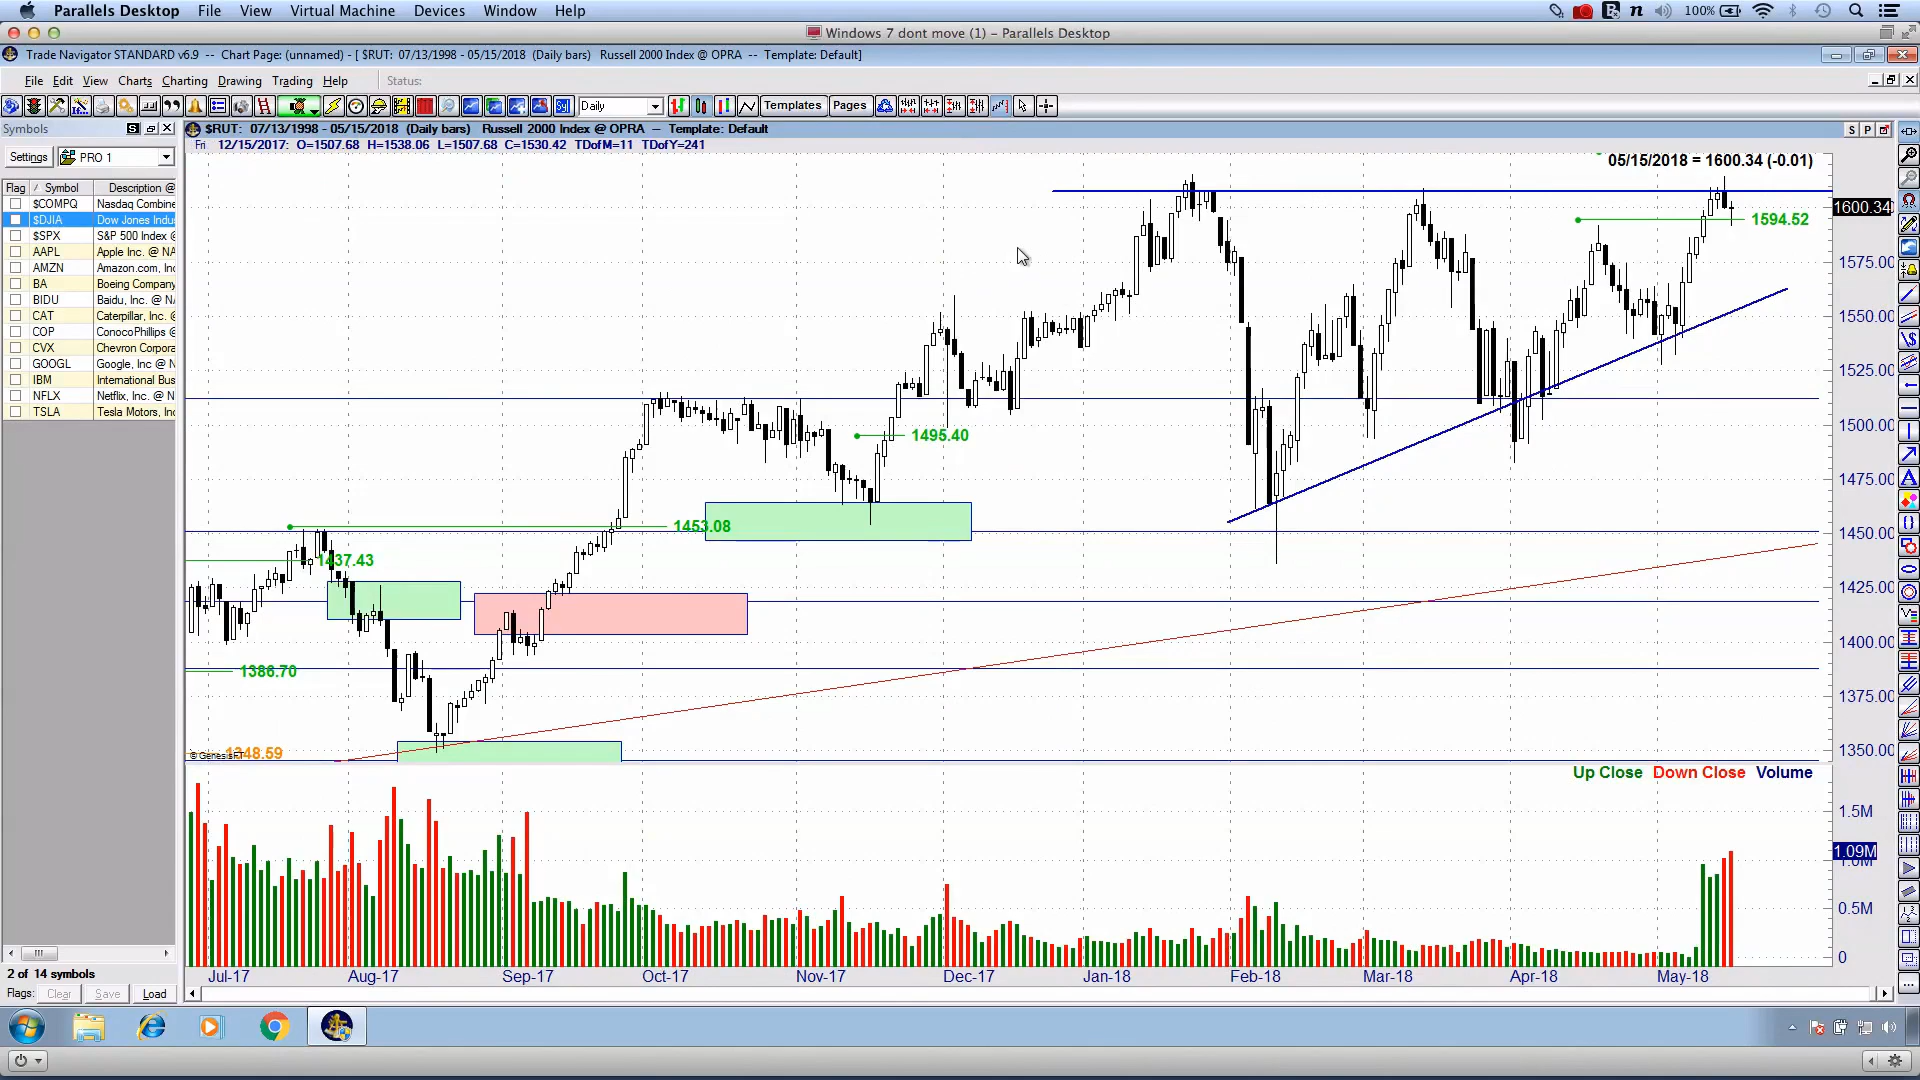 Parallels Desktop File View Virtual Machine Devices Window Help 100%
Windows 7 dont move (1) - Parallels Desktop
Trade Navigator STANDARD v6.9 -- Chart Page: (unnamed) - [ $RUT: 07/13/1998 - 05/15/2018 (Daily bars) Russell 2000 Index @ OPRA -- Template: Default]
File Edit View Charts Charting Drawing Trading Help Status:
Daily Templates Pages
Symbols S
$RUT: 07/13/1998 - 05/15/2018 (Daily bars) Russell 2000 Index @ OPRA -- Template: Default S P
Fri 12/15/2017: O=1507.68 H=1538.06 L=1507.68 C=1530.42 TDofM=11 TDofY=241
Settings PRO 1
05/15/2018 = 1600.34 (-0.01)
Flag / Symbol Description @
$COMPQ Nasdaq Combine
$DJIA Dow Jones Indu
$SPX S&P 500 Index @
AAPL Apple Inc. @ NA
AMZN Amazon.com, Inc
BA Boeing Company
BIDU Baidu, Inc. @ NA
CAT Caterpillar, Inc. @
COP ConocoPhillips @
CVX Chevron Corpora
GOOGL Google, Inc @ N
IBM International Bus
NFLX Netflix, Inc. @ N
TSLA Tesla Motors, Inc
1600.34
1594.52
1575.00
1550.00
1525.00
1500.00
1495.40
1475.00
1453.08
1450.00
1437.43
1425.00
1400.00
1386.70
1375.00
1350.00
© GenesisFT
1348.59
Up Close Down Close Volume
1.5M
1.09M
1.0M
0.5M
0
Jul-17 Aug-17 Sep-17 Oct-17 Nov-17 Dec-17 Jan-18 Feb-18 Mar-18 Apr-18 May-18
2 of 14 symbols
Flags: Clear Save Load